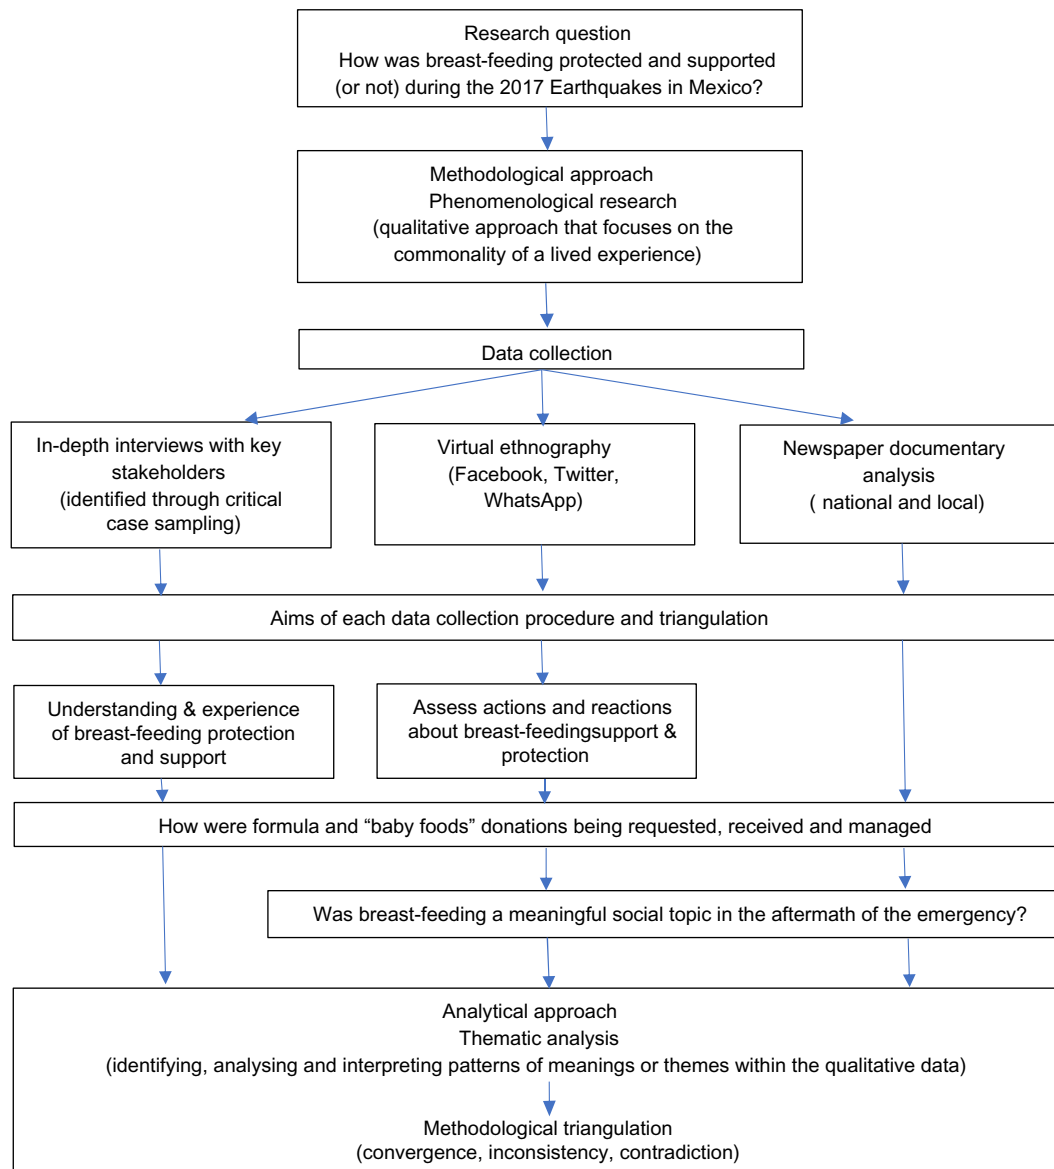 Research question
How was breast-feeding protected and supported
(or not) during the 2017 Earthquakes in Mexico?
Methodological approach
Phenomenological research
(qualitative approach that focuses on the
commonality of a lived experience)
Data collection
In-depth interviews with key
stakeholders
(identified through critical
case sampling)
Virtual ethnography
(Facebook, Twitter,
WhatsApp)
Newspaper documentary
analysis
( national and local)
Aims of each data collection procedure and triangulation
Understanding & experience
of breast-feeding protection
and support
Assess actions and reactions
about breast-feedingsupport &
protection
How were formula and “baby foods” donations being requested, received and managed
Was breast-feeding a meaningful social topic in the aftermath of the emergency?
Analytical approach
Thematic analysis
(identifying, analysing and interpreting patterns of meanings or themes within the qualitative data)
Methodological triangulation
(convergence, inconsistency, contradiction)